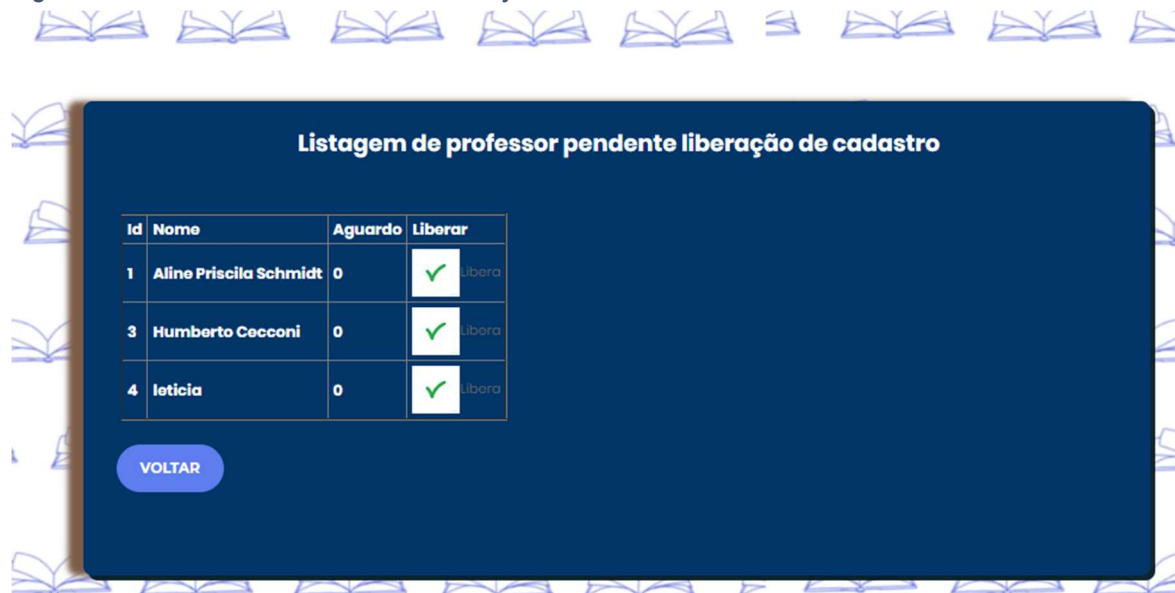 Listagem de professor pendente liberação de cadastro
Id Nome Aguardo Liberar
1 Aline Priscila Schmidt 0 Libera
3 Humberto Cecconi 0 Libera
4 leticia 0 Libera
VOLTAR